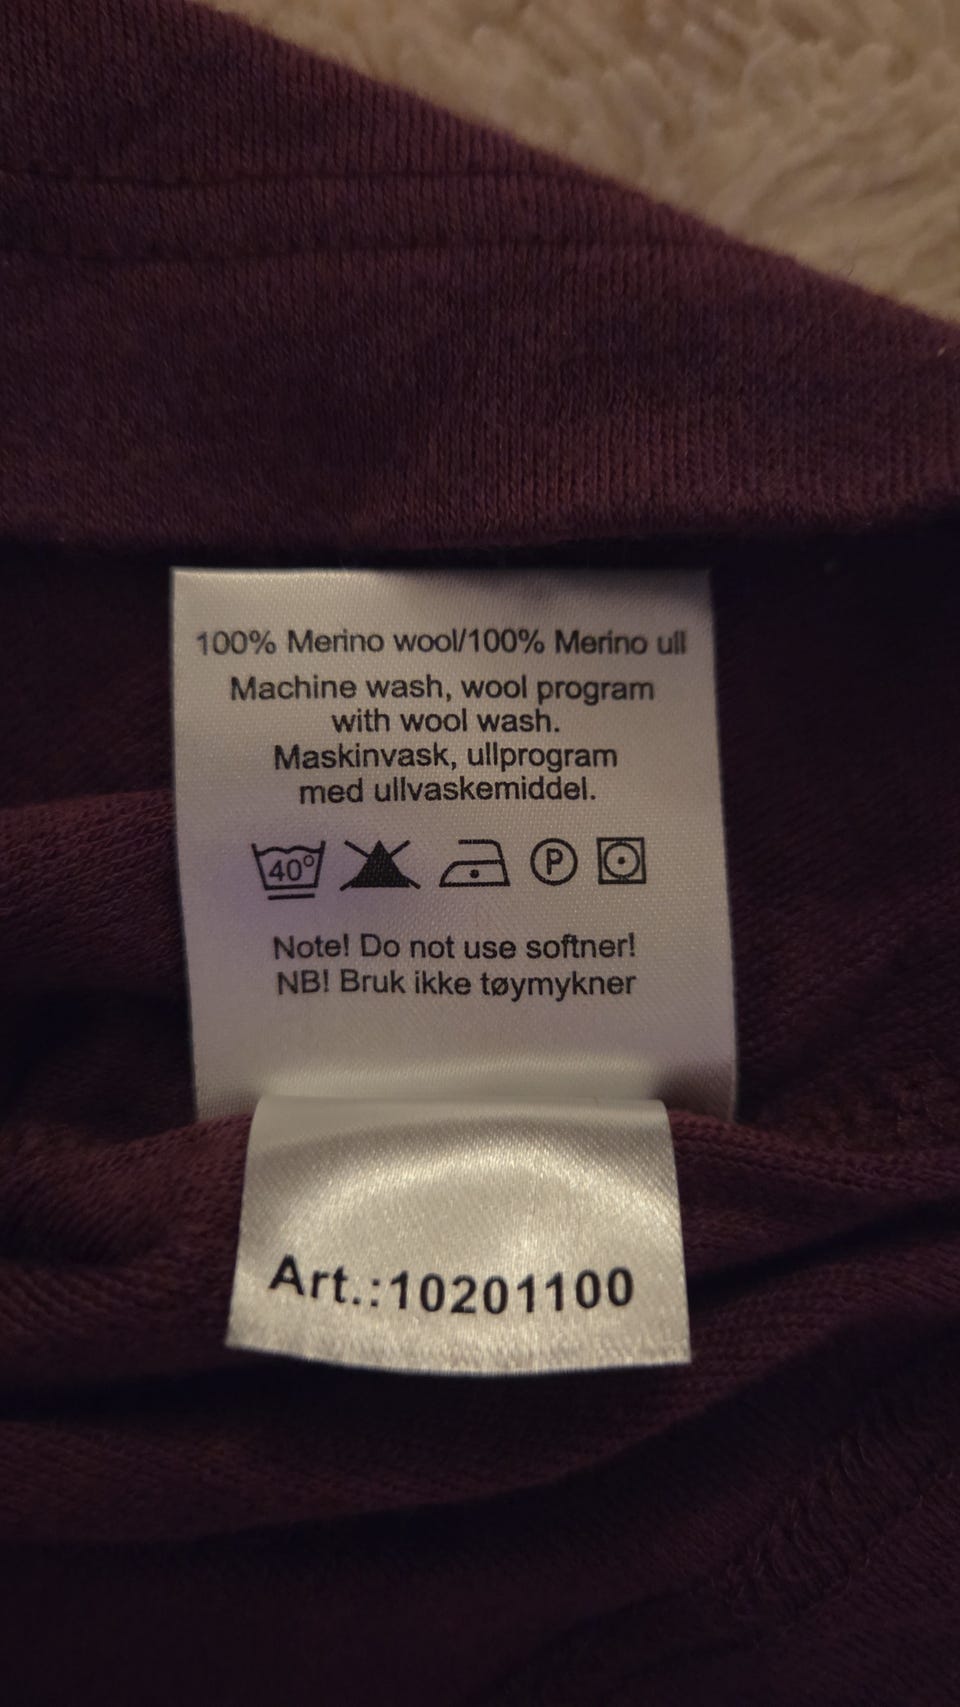 100% Merino wool/100% Merino ull
Machine wash, wool program
with wool wash.
Maskinvask, ullprogram
med ullvaskemiddel.
40° P
Note! Do not use softner!
NB! Bruk ikke tøymykner
Art.:10201100